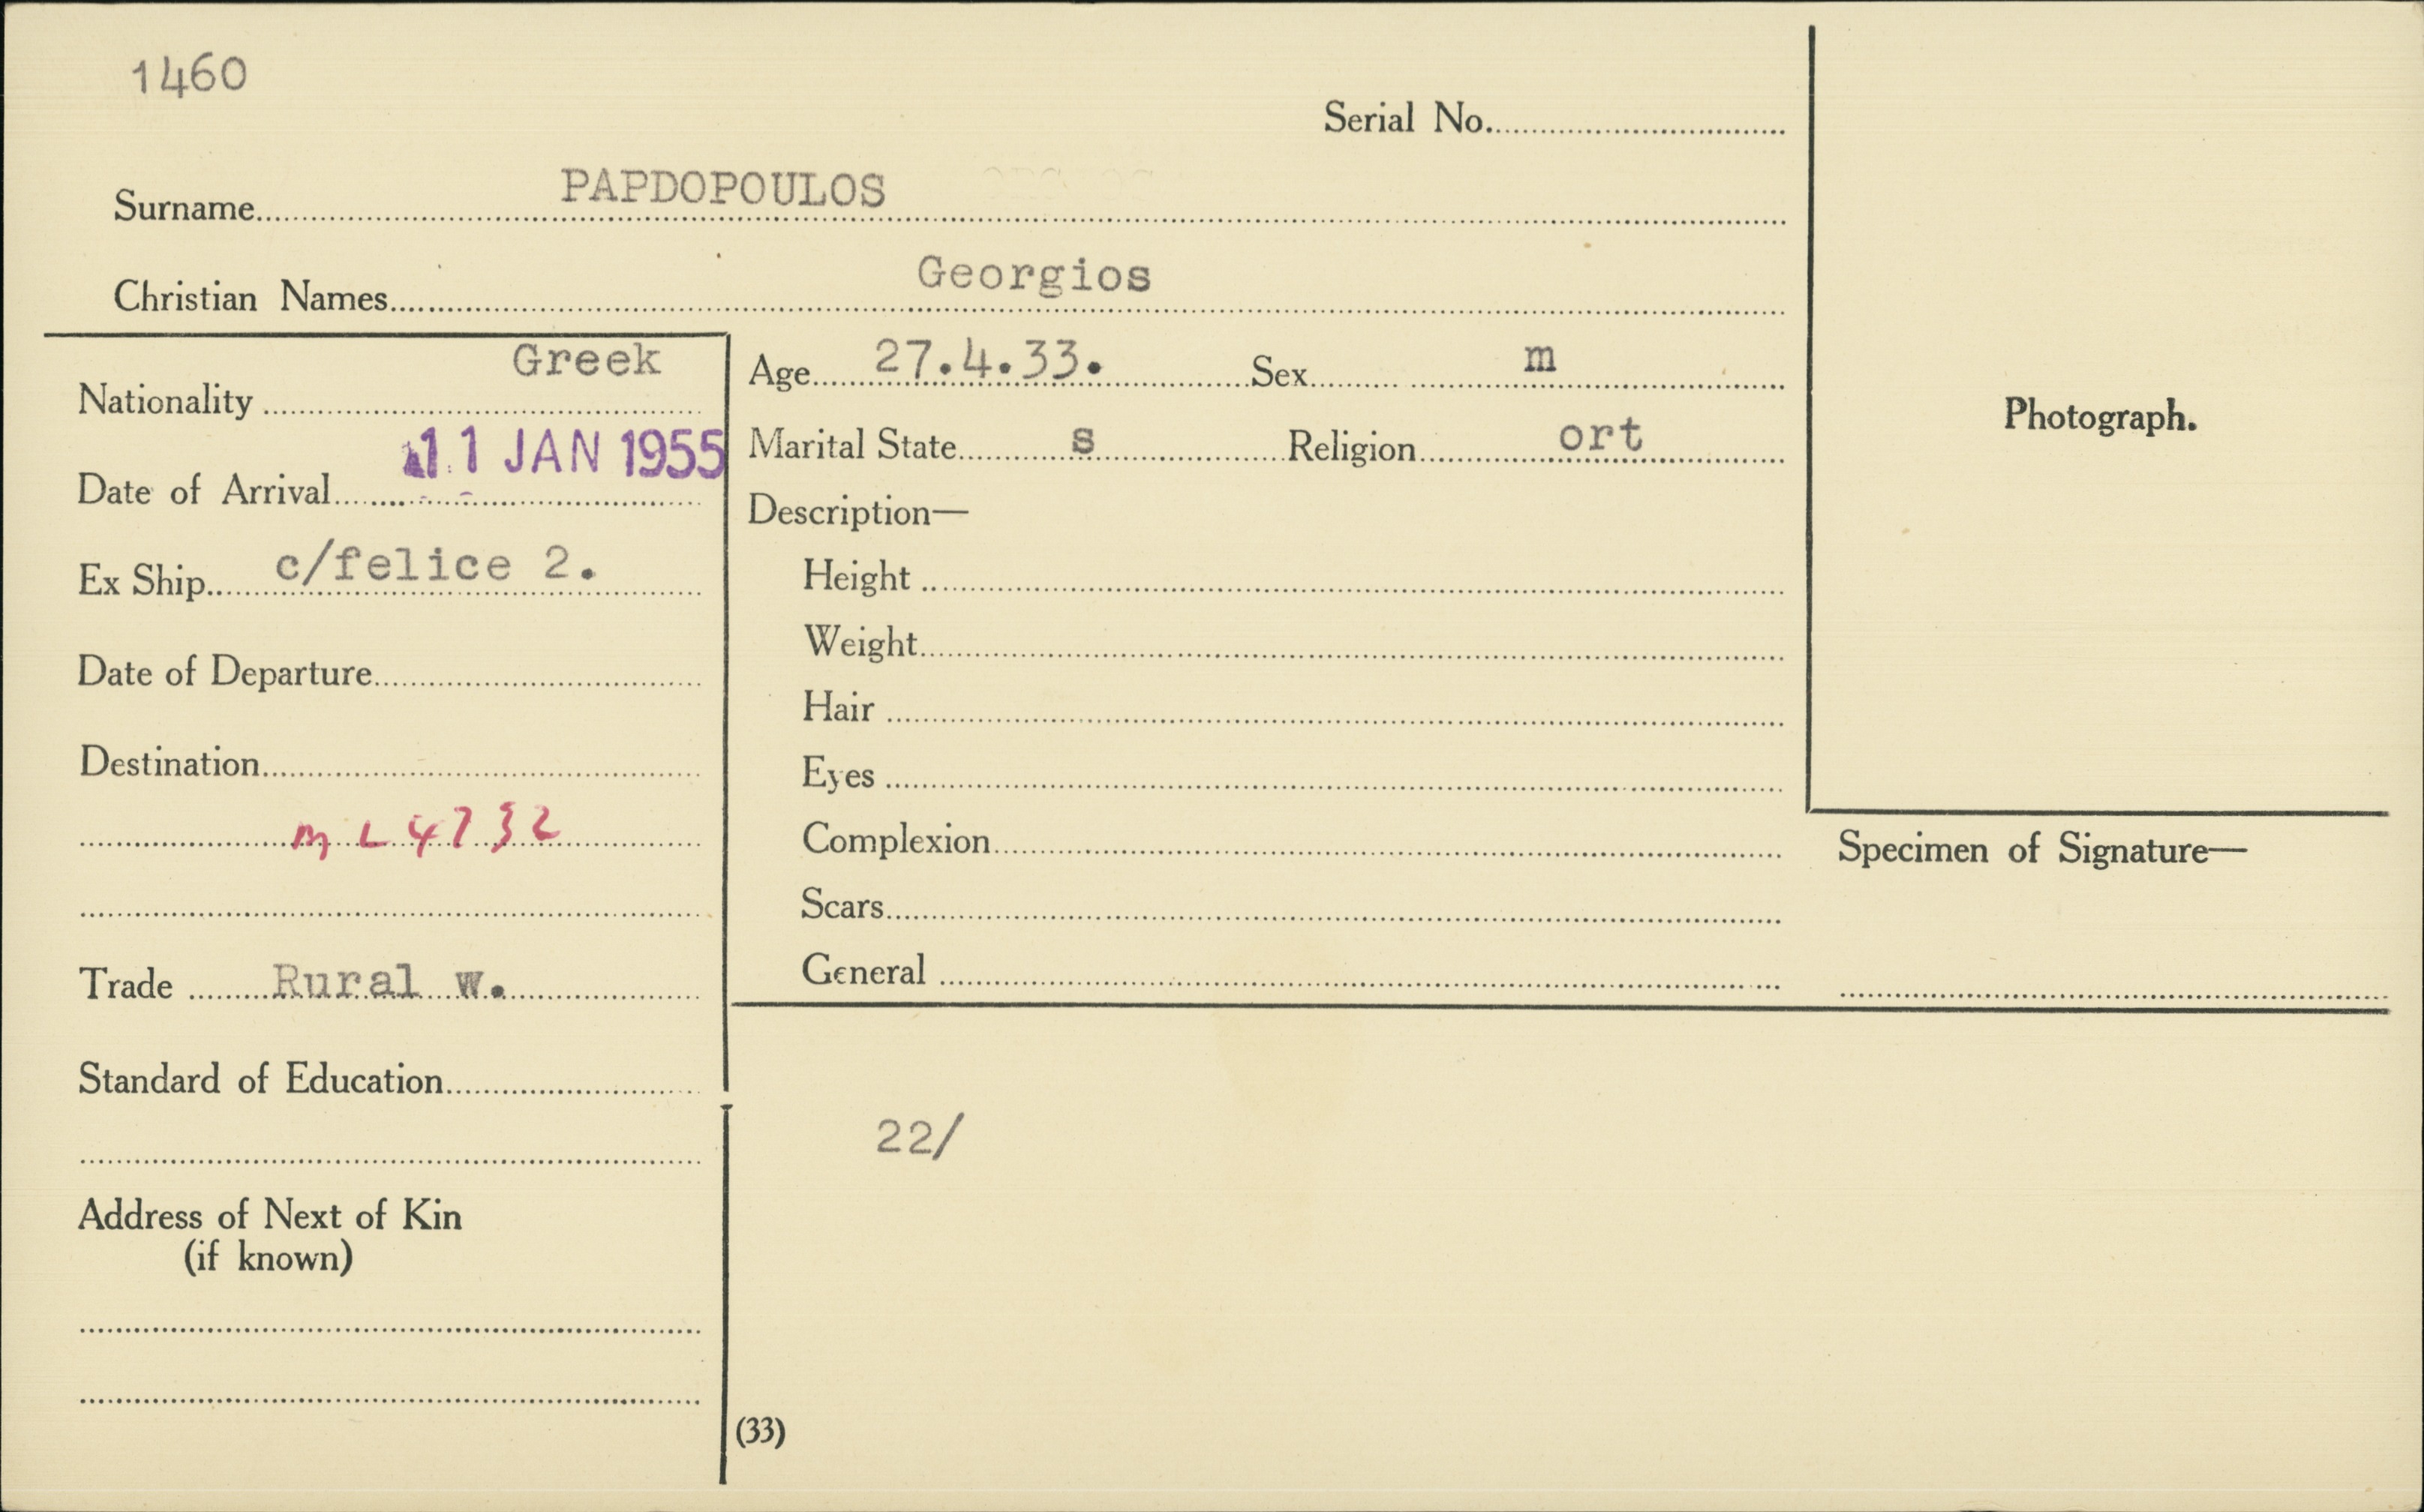 1460
Serial No.
Surname PAPDOPOULOS
Christian Names Georgios
Nationality Greek
Date of Arrival 11 JAN 1955
Ex Ship c/felice 2.
Date of Departure
Destination
M L 4732
Trade Rural w.
Standard of Education
Address of Next of Kin
(if known)
Age 27.4.33. Sex m
Marital State s Religion ort
Description—
Height
Weight
Hair
Eyes
Complexion
Scars
General
Photograph.
Specimen of Signature—
22/
(33)